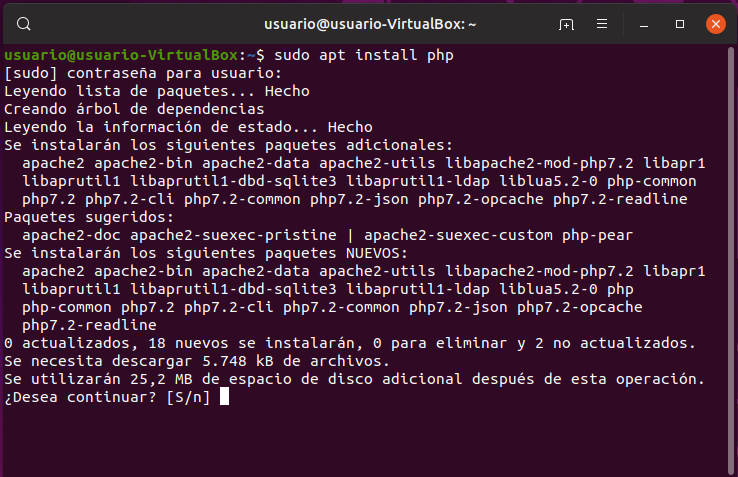 usuario@usuario-VirtualBox: ~
usuario@usuario-VirtualBox:~$ sudo apt install php
[sudo] contraseña para usuario:
Leyendo lista de paquetes... Hecho
Creando árbol de dependencias
Leyendo la información de estado... Hecho
Se instalarán los siguientes paquetes adicionales:
  apache2 apache2-bin apache2-data apache2-utils libapache2-mod-php7.2 libapr1
  libaprutil1 libaprutil1-dbd-sqlite3 libaprutil1-ldap liblua5.2-0 php-common
  php7.2 php7.2-cli php7.2-common php7.2-json php7.2-opcache php7.2-readline
Paquetes sugeridos:
  apache2-doc apache2-suexec-pristine | apache2-suexec-custom php-pear
Se instalarán los siguientes paquetes NUEVOS:
  apache2 apache2-bin apache2-data apache2-utils libapache2-mod-php7.2 libapr1
  libaprutil1 libaprutil1-dbd-sqlite3 libaprutil1-ldap liblua5.2-0 php
  php-common php7.2 php7.2-cli php7.2-common php7.2-json php7.2-opcache
  php7.2-readline
0 actualizados, 18 nuevos se instalarán, 0 para eliminar y 2 no actualizados.
Se necesita descargar 5.748 kB de archivos.
Se utilizarán 25,2 MB de espacio de disco adicional después de esta operación.
¿Desea continuar? [S/n]